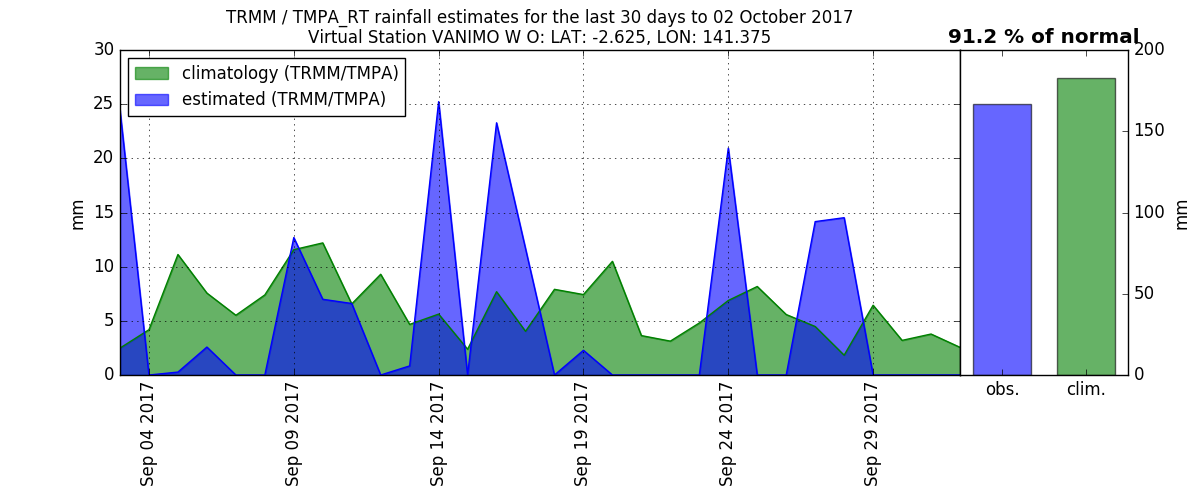 TRMM / TMPA_RT rainfall estimates for the last 30 days to 02 October 2017
Virtual Station VANIMO W O: LAT: -2.625, LON: 141.375
91.2 % of normal
climatology (TRMM/TMPA)
estimated (TRMM/TMPA)
mm
30
25
20
15
10
5
0
Sep 04 2017
Sep 09 2017
Sep 14 2017
Sep 19 2017
Sep 24 2017
Sep 29 2017
obs.
clim.
200
150
100
50
0
mm